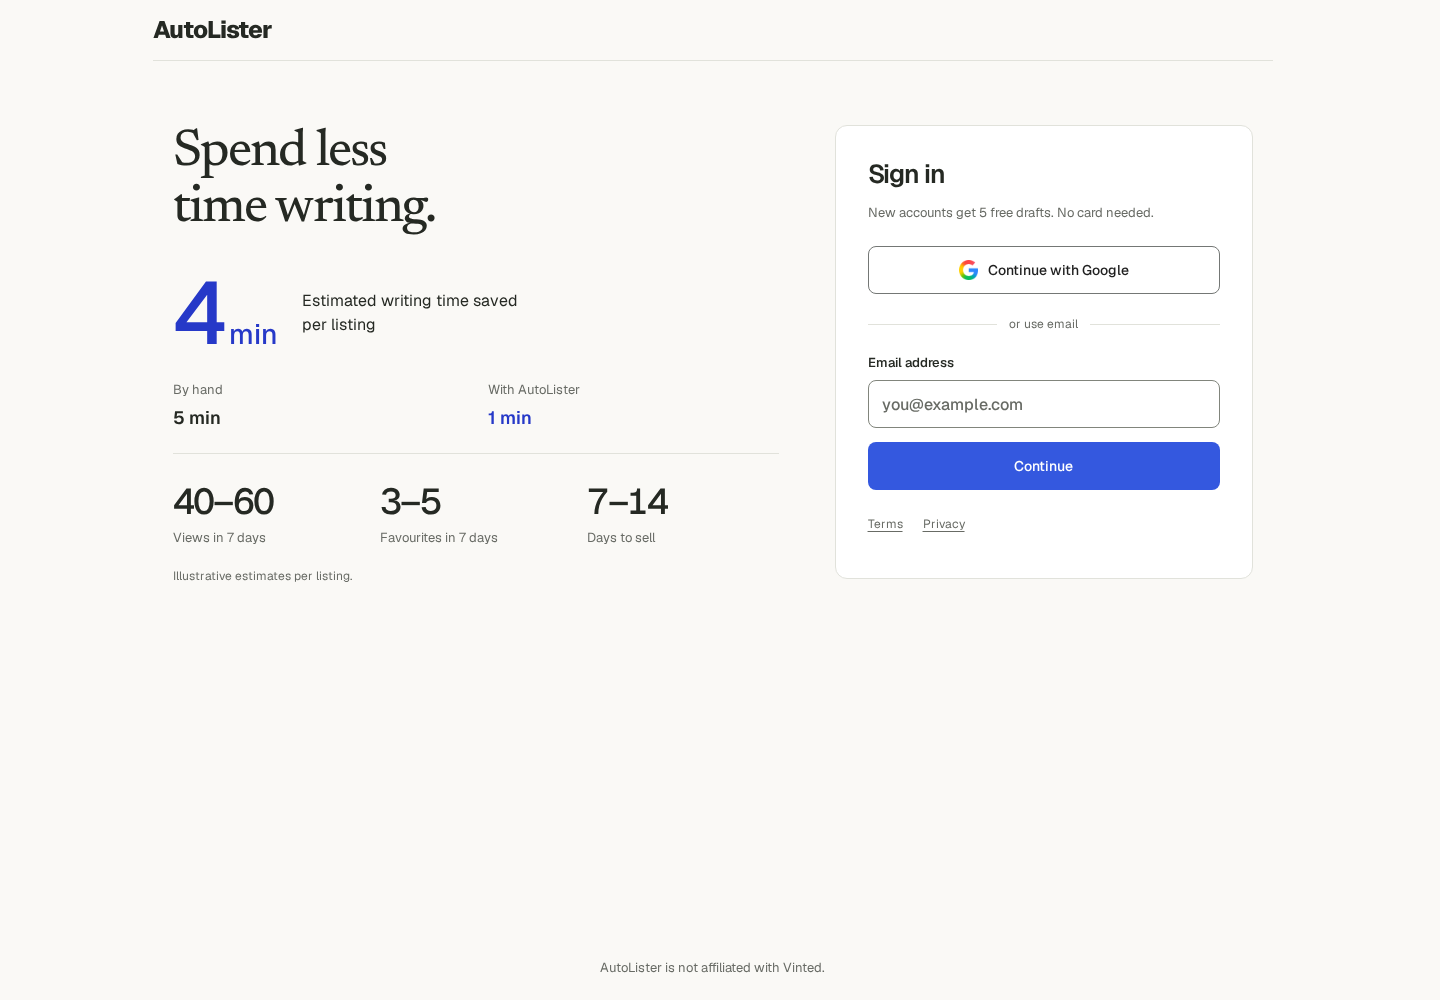 AutoLister
Spend less
time writing.
4 min
Estimated writing time saved
per listing
By hand
5 min
With AutoLister
1 min
40–60
Views in 7 days
3–5
Favourites in 7 days
7–14
Days to sell
Illustrative estimates per listing.
Sign in
New accounts get 5 free drafts. No card needed.
Continue with Google
or use email
Email address
you@example.com
Continue
Terms
Privacy
AutoLister is not affiliated with Vinted.